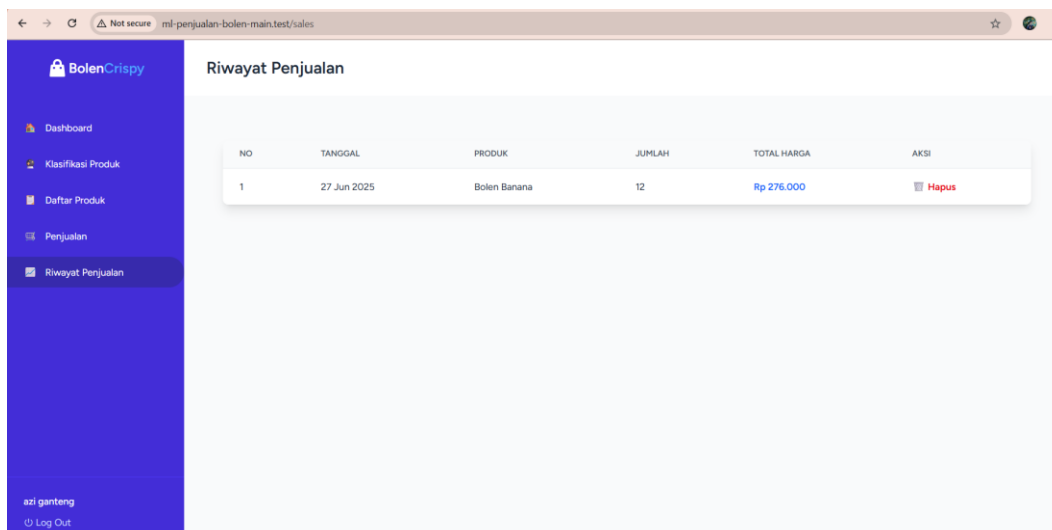 Not secure ml-penjualan-bolen-main.test/sales
BolenCrispy
Riwayat Penjualan
Dashboard
Klasifikasi Produk
Daftar Produk
Penjualan
Riwayat Penjualan
NO TANGGAL PRODUK JUMLAH TOTAL HARGA AKSI
1 27 Jun 2025 Bolen Banana 12 Rp 276.000 Hapus
azi ganteng
Log Out